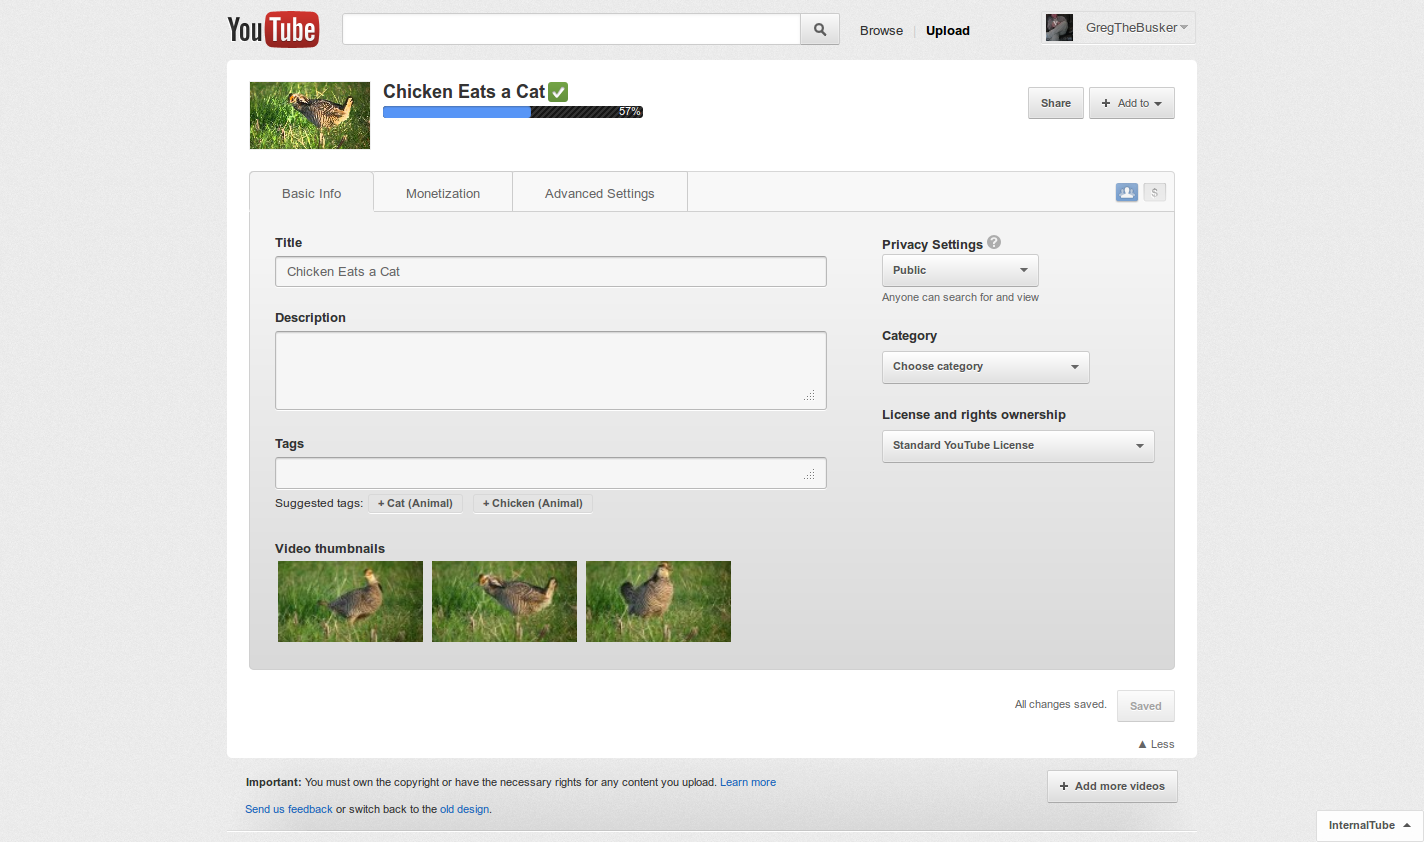 YouTube
Browse | Upload
GregTheBusker
Chicken Eats a Cat
57%
Share
+ Add to
Basic Info
Monetization
Advanced Settings
$
Title
Chicken Eats a Cat
Description
Tags
Suggested tags: + Cat (Animal) + Chicken (Animal)
Video thumbnails
Privacy Settings ?
Public
Anyone can search for and view
Category
Choose category
License and rights ownership
Standard YouTube License
All changes saved.
Saved
▲ Less
Important: You must own the copyright or have the necessary rights for any content you upload. Learn more
+ Add more videos
Send us feedback or switch back to the old design.
InternalTube